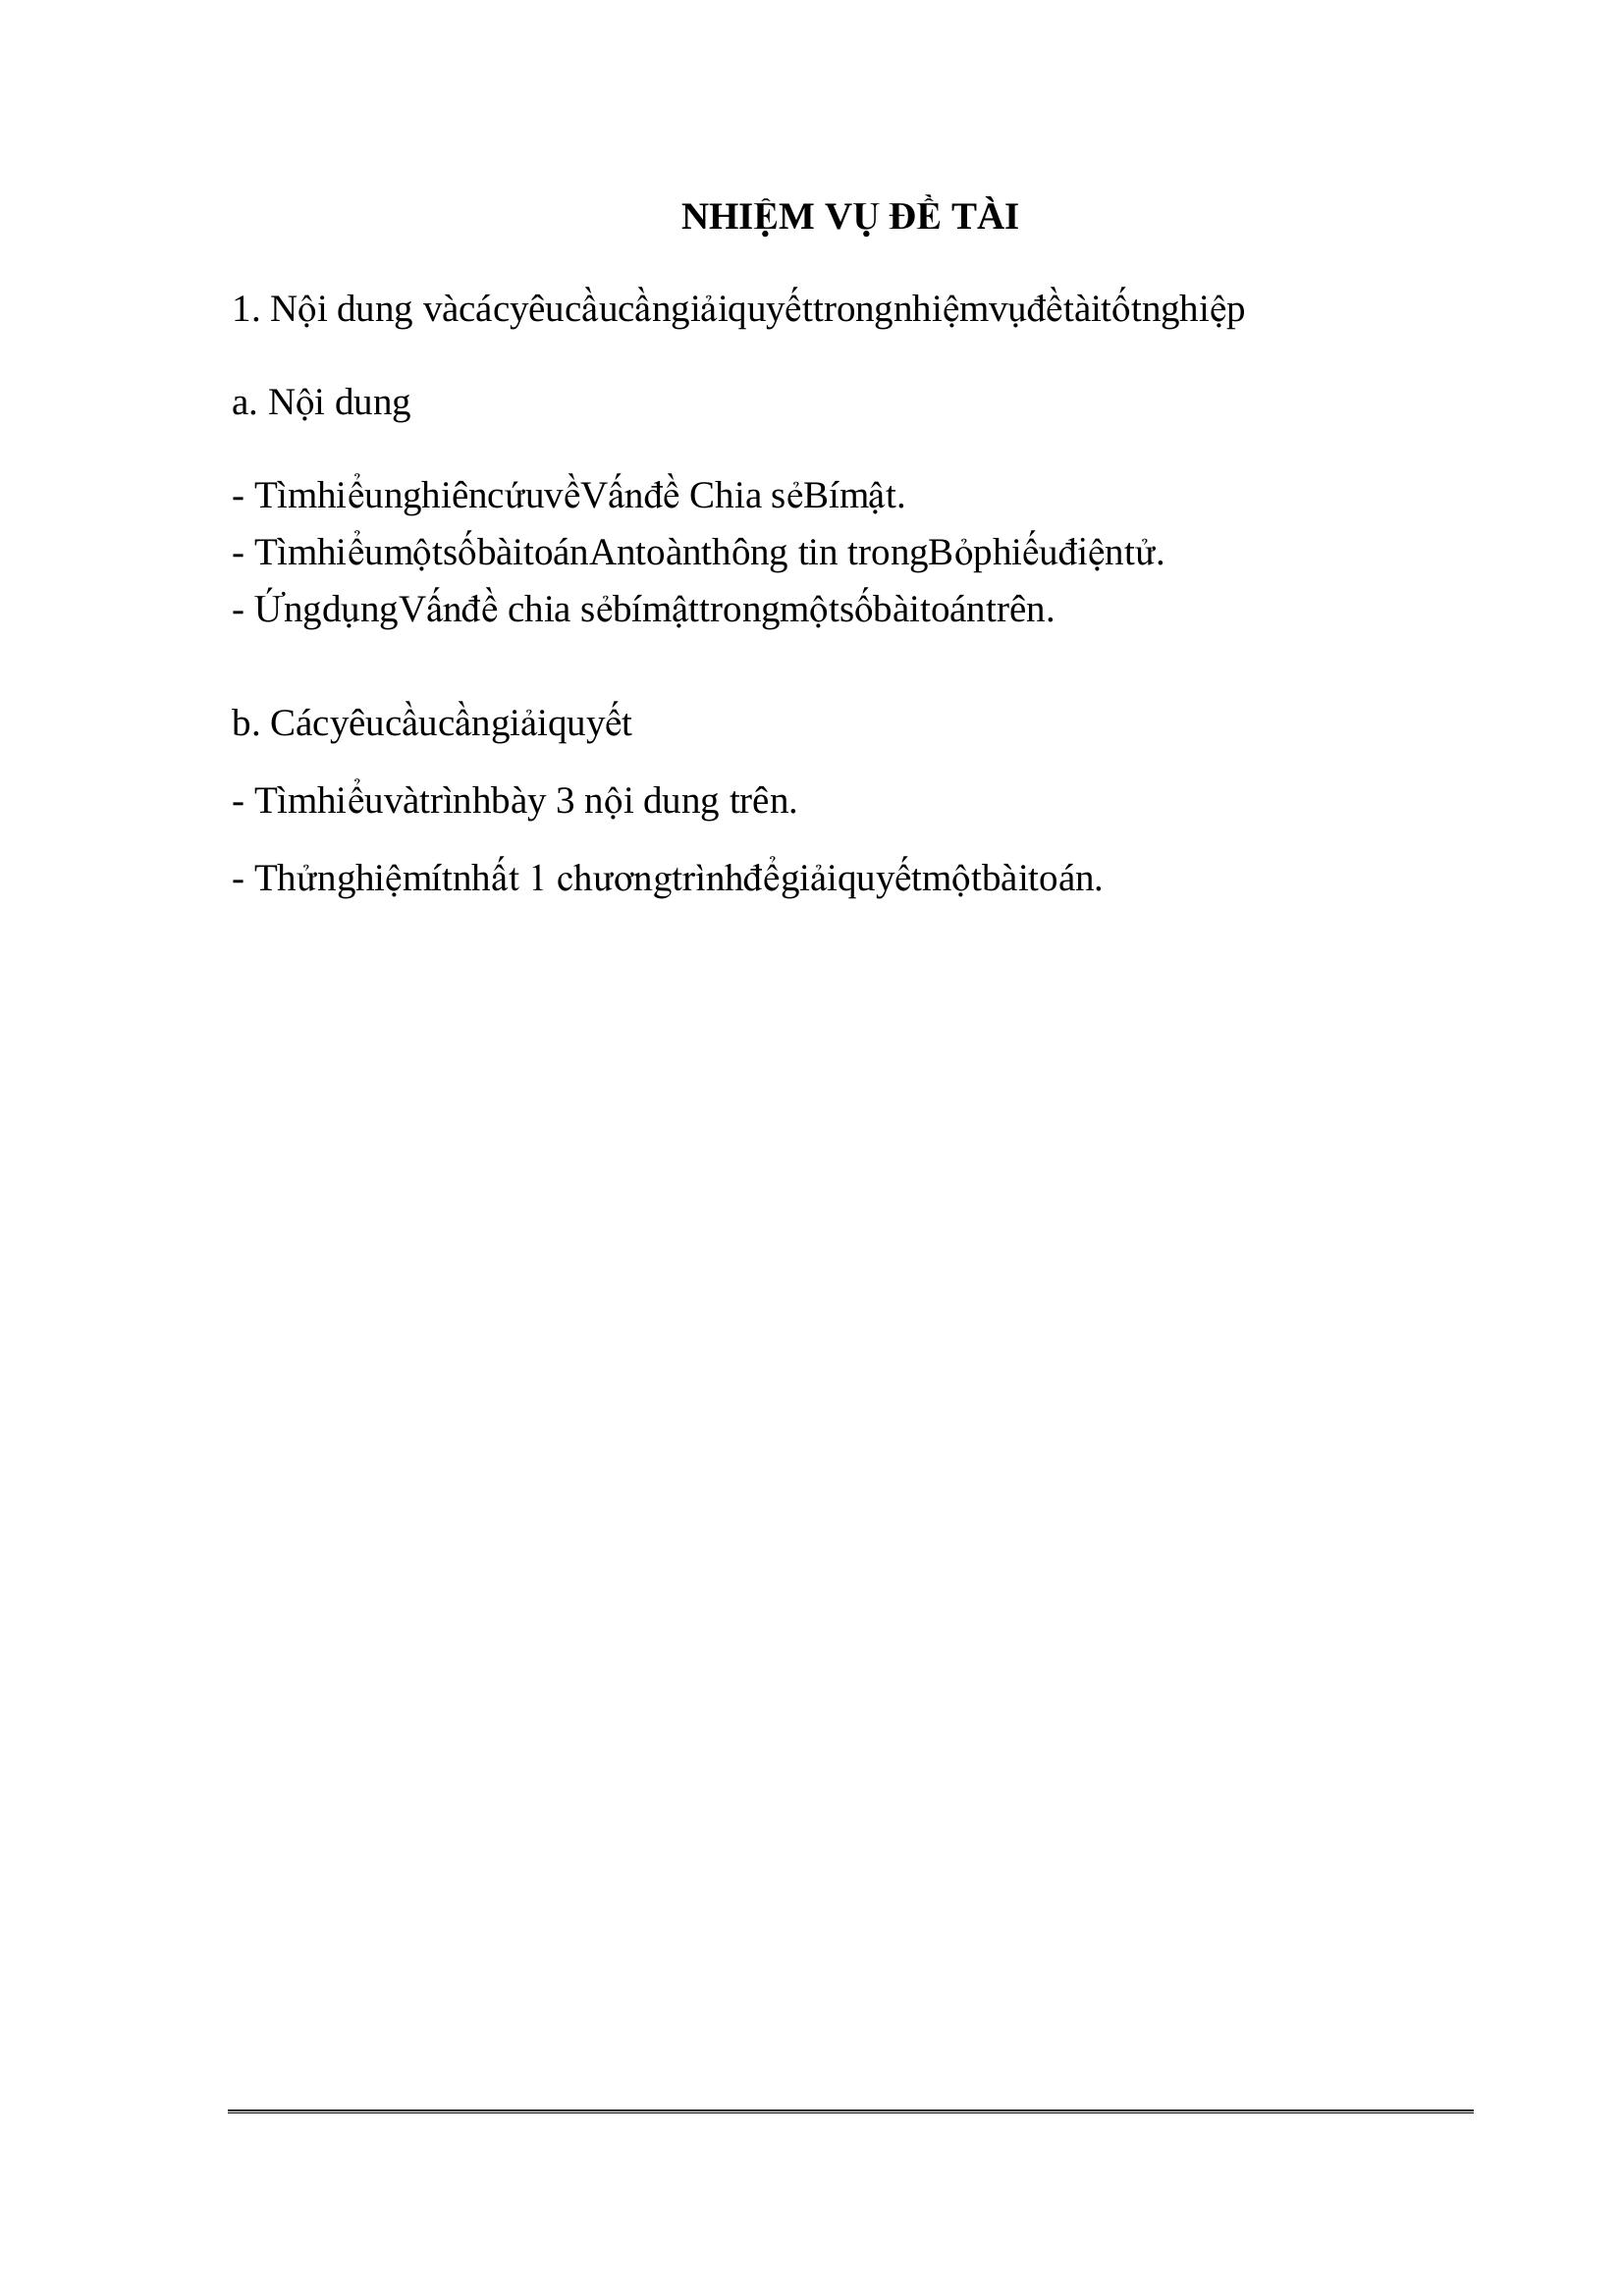 NHIỆM VỤ ĐỀ TÀI
1. Nội dung vàcácyêucầucầngiảiquyếttrongnhiệmvụđềtàitốtnghiệp
a. Nội dung
- TìmhiểunghiêncứuvềVấnđề Chia sẻBímật.
- TìmhiểumộtsốbàitoánAntoànthông tin trongBỏphiếuđiệntử.
- ỨngdụngVấnđề chia sẻbímậttrongmộtsốbàitoántrên.
b. Cácyêucầucầngiảiquyết
- Tìmhiểuvàtrìnhbày 3 nội dung trên.
- Thửnghiệmítnhất 1 chươngtrìnhđểgiảiquyếtmộtbàitoán.